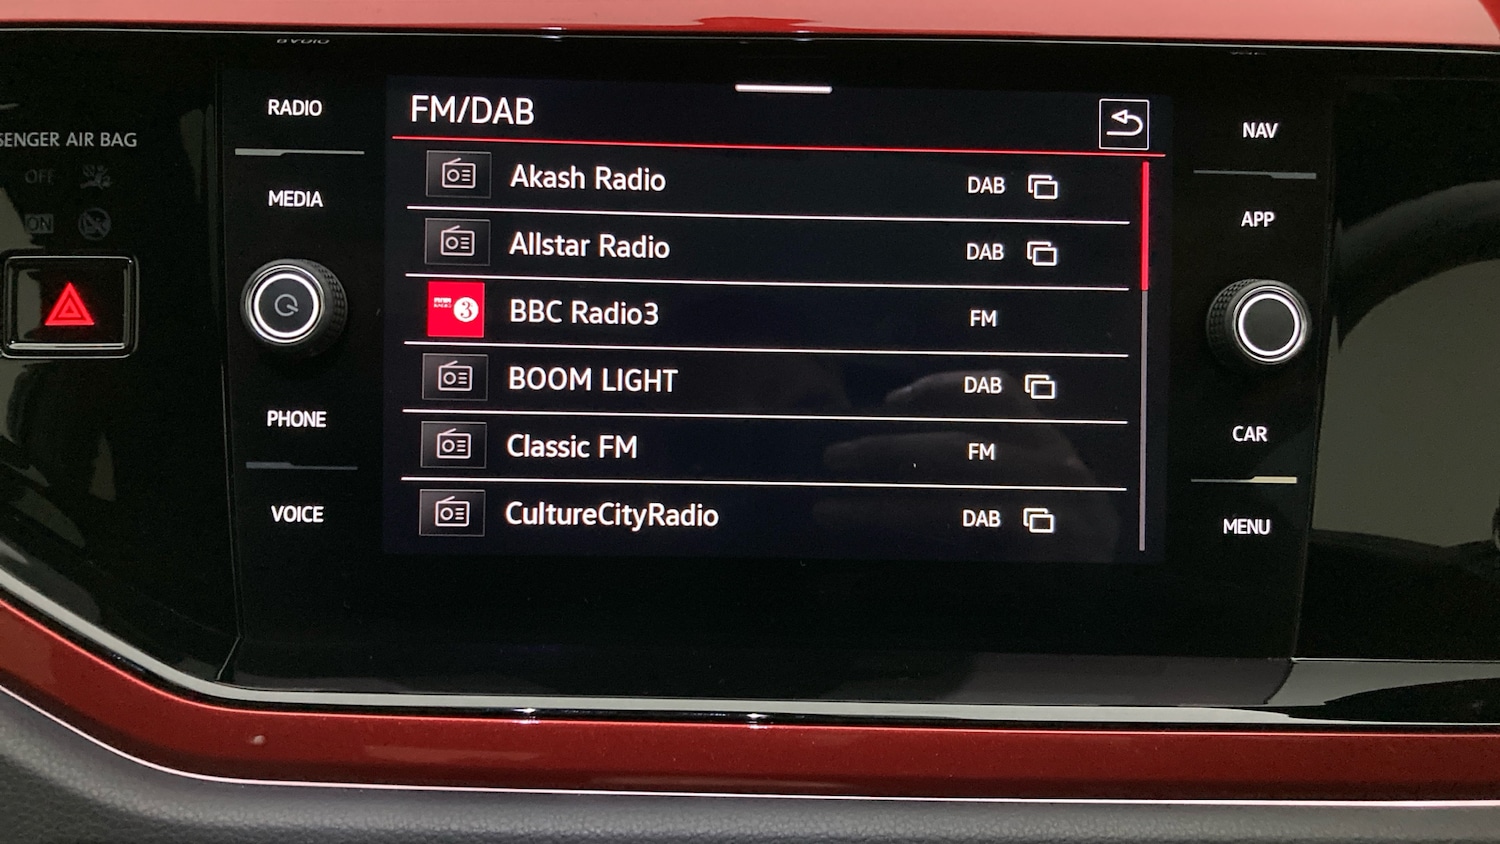 RADIO
MEDIA
PHONE
VOICE
SENGER AIR BAG
OFF
ON
FM/DAB
Akash Radio DAB
Allstar Radio DAB
3 BBC Radio3 FM
BOOM LIGHT DAB
Classic FM FM
CultureCityRadio DAB
NAV
APP
CAR
MENU